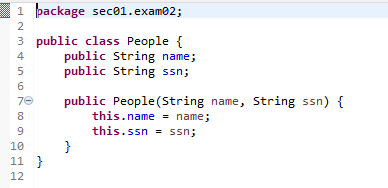 1 package sec01.exam02;
2
3 public class People {
4     public String name;
5     public String ssn;
6
7     public People(String name, String ssn) {
8         this.name = name;
9         this.ssn = ssn;
10     }
11 }
12